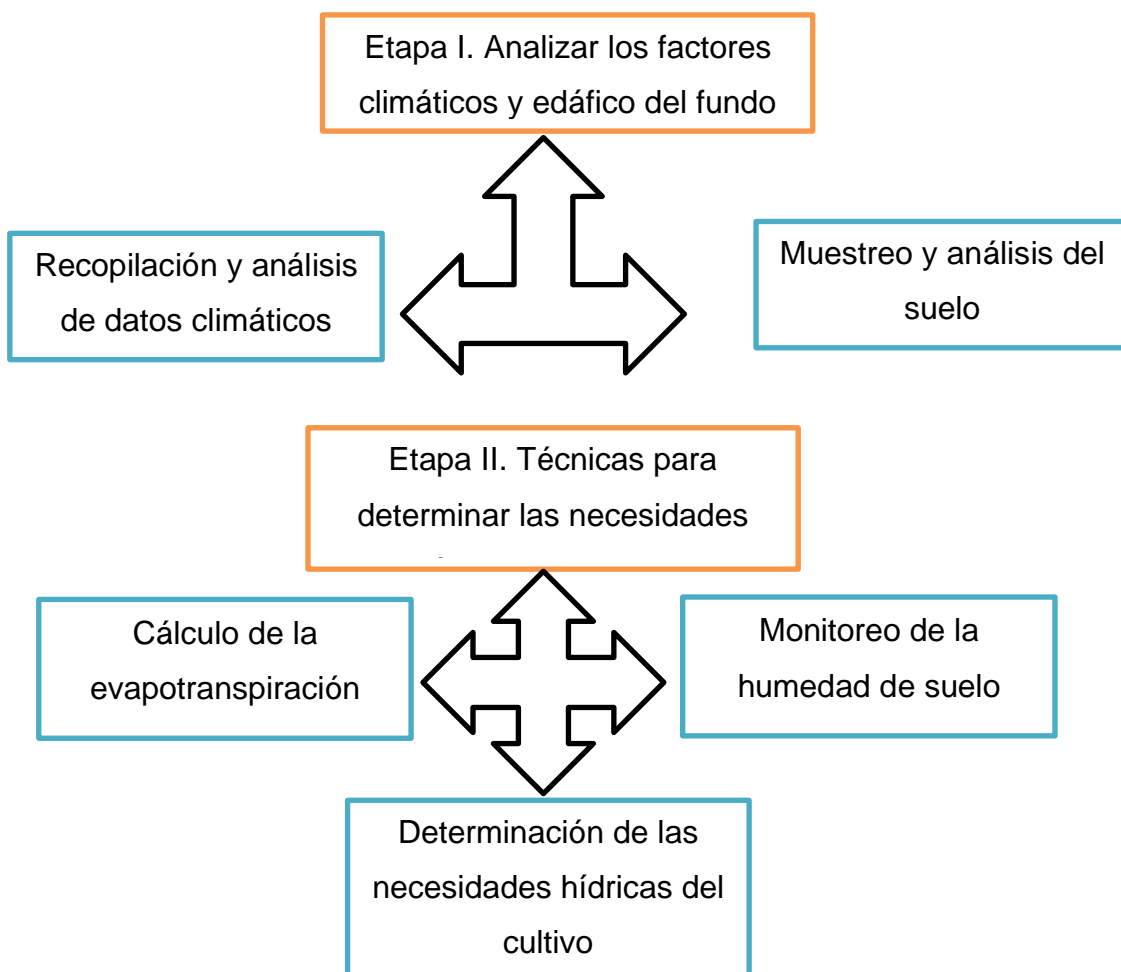 Etapa I. Analizar los factores
climáticos y edáfico del fundo
Recopilación y análisis
de datos climáticos
Muestreo y análisis del
suelo
Etapa II. Técnicas para
determinar las necesidades
Cálculo de la
evapotranspiración
Monitoreo de la
humedad de suelo
Determinación de las
necesidades hídricas del
cultivo